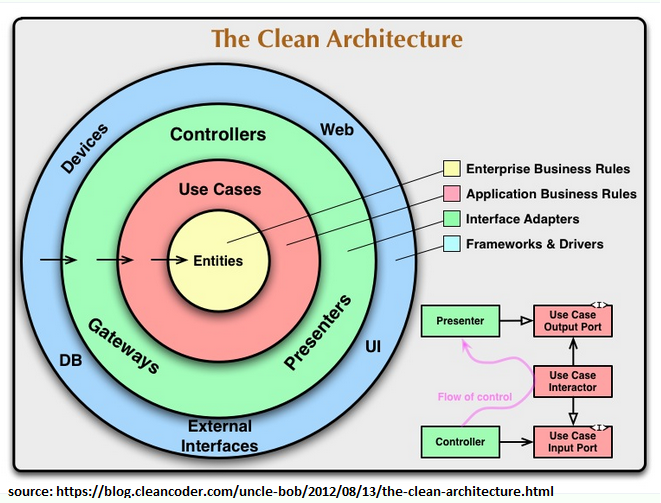 The Clean Architecture
Devices
Web
Controllers
Use Cases
Entities
Gateways
Presenters
DB
UI
External
Interfaces
Enterprise Business Rules
Application Business Rules
Interface Adapters
Frameworks & Drivers
Presenter
<I>
Use Case
Output Port
Use Case
Interactor
Flow of control
Controller
<I>
Use Case
Input Port
source: https://blog.cleancoder.com/uncle-bob/2012/08/13/the-clean-architecture.html